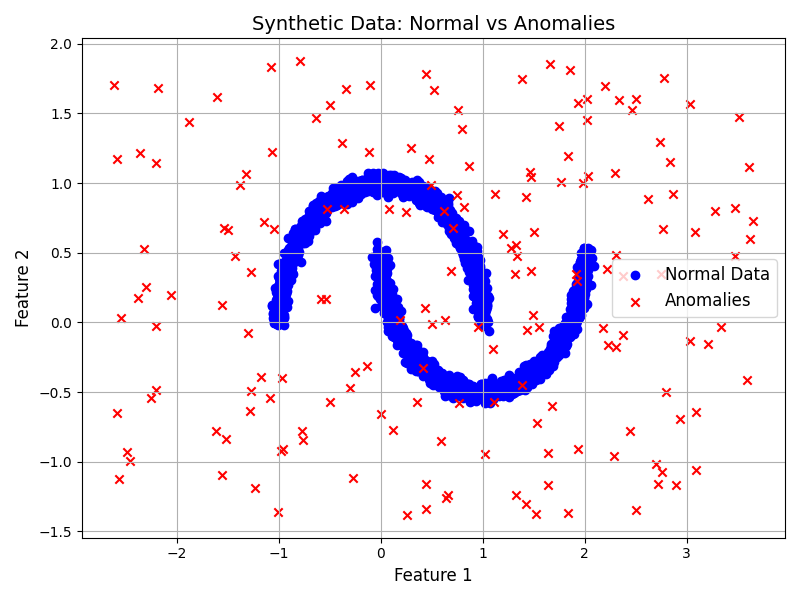 Synthetic Data: Normal vs Anomalies
2.0
1.5
1.0
0.5
0.0
−0.5
−1.0
−1.5
Feature 2
Normal Data
Anomalies
−2
−1
0
1
2
3
Feature 1